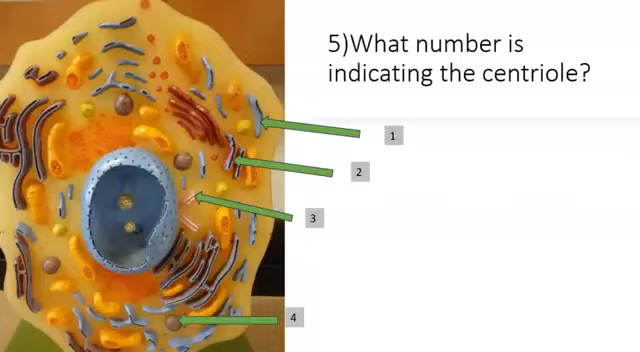 5)What number is
indicating the centriole?
1
2
3
4